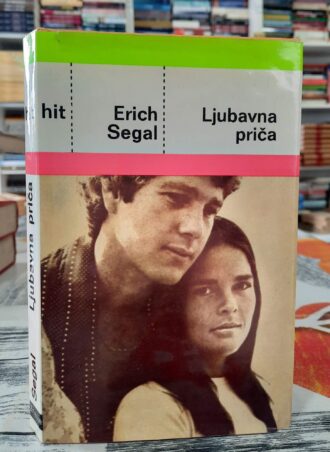 hit
Erich
Segal
Ljubavna
priča
Segal Ljubavna priča